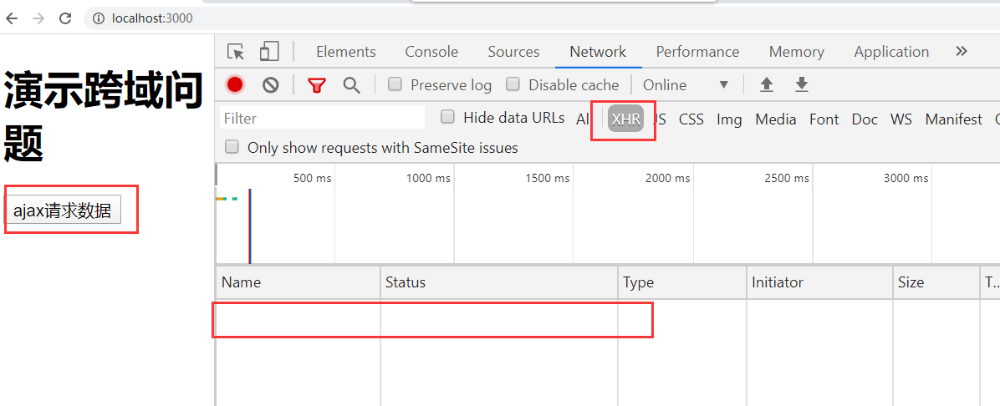 localhost:3000
演示跨域问
题
ajax请求数据
Elements Console Sources Network Performance Memory Application
Preserve log Disable cache Online
Filter Hide data URLs Al XHR JS CSS Img Media Font Doc WS Manifest
Only show requests with SameSite issues
500 ms 1000 ms 1500 ms 2000 ms 2500 ms 3000 ms
Name Status Type Initiator Size T..